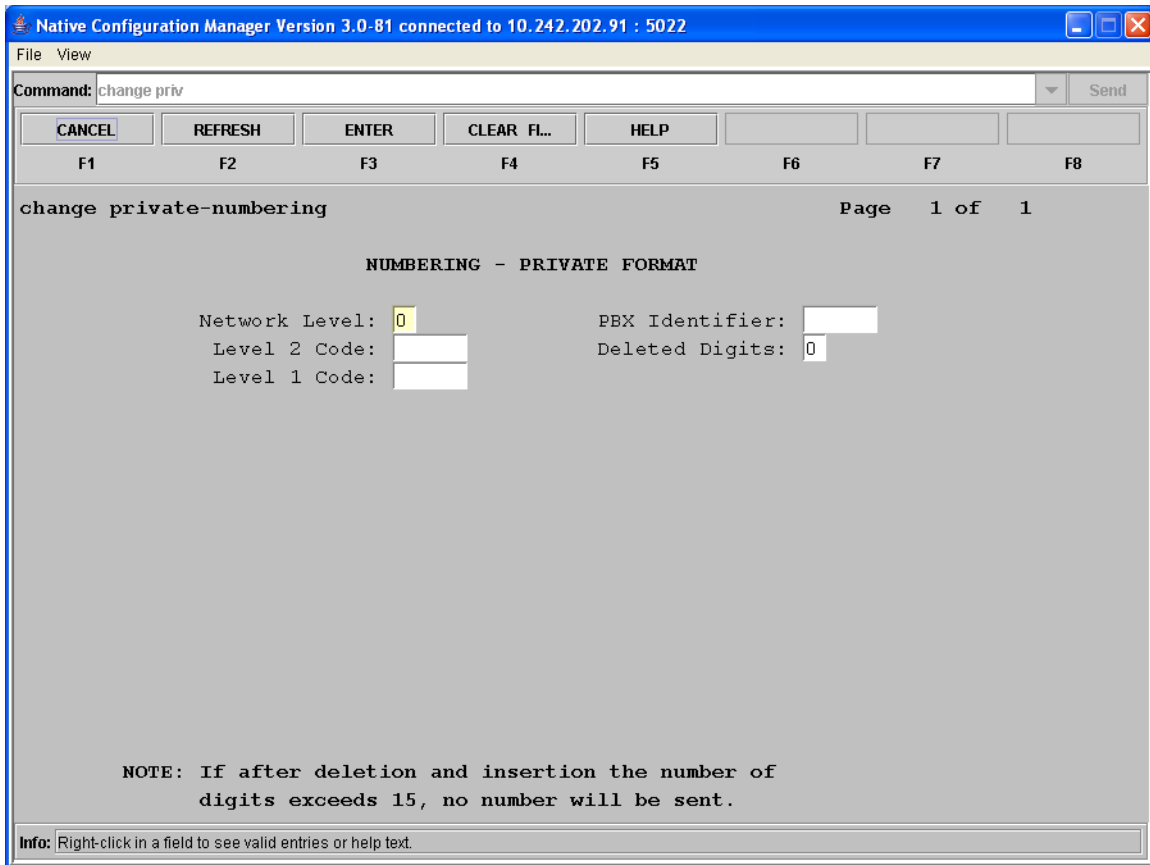 Native Configuration Manager Version 3.0-81 connected to 10.242.202.91 : 5022
File View
Command: change priv Send
CANCEL REFRESH ENTER CLEAR FI... HELP
F1 F2 F3 F4 F5 F6 F7 F8
change private-numbering Page 1 of 1
NUMBERING - PRIVATE FORMAT
Network Level: 0 PBX Identifier:
Level 2 Code: Deleted Digits: 0
Level 1 Code:
NOTE: If after deletion and insertion the number of
digits exceeds 15, no number will be sent.
Info: Right-click in a field to see valid entries or help text.